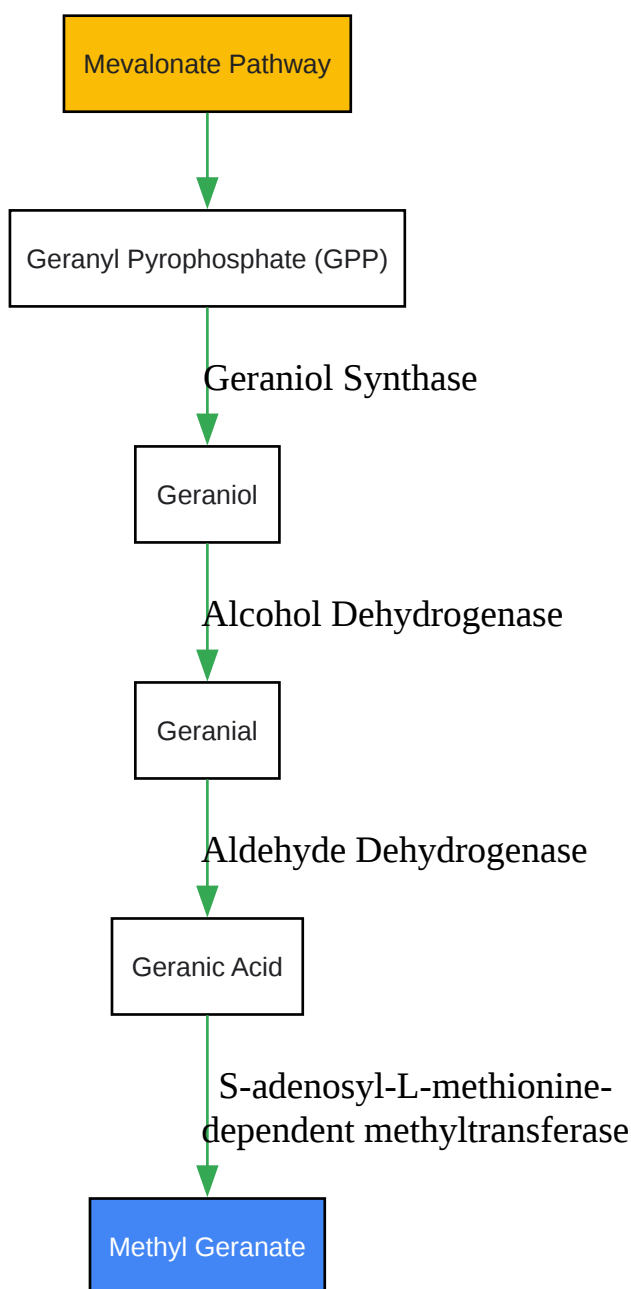 Mevalonate Pathway
Geranyl Pyrophosphate (GPP)
Geraniol Synthase
Geraniol
Alcohol Dehydrogenase
Geranial
Aldehyde Dehydrogenase
Geranic Acid
S-adenosyl-L-methionine-
dependent methyltransferase
Methyl Geranate